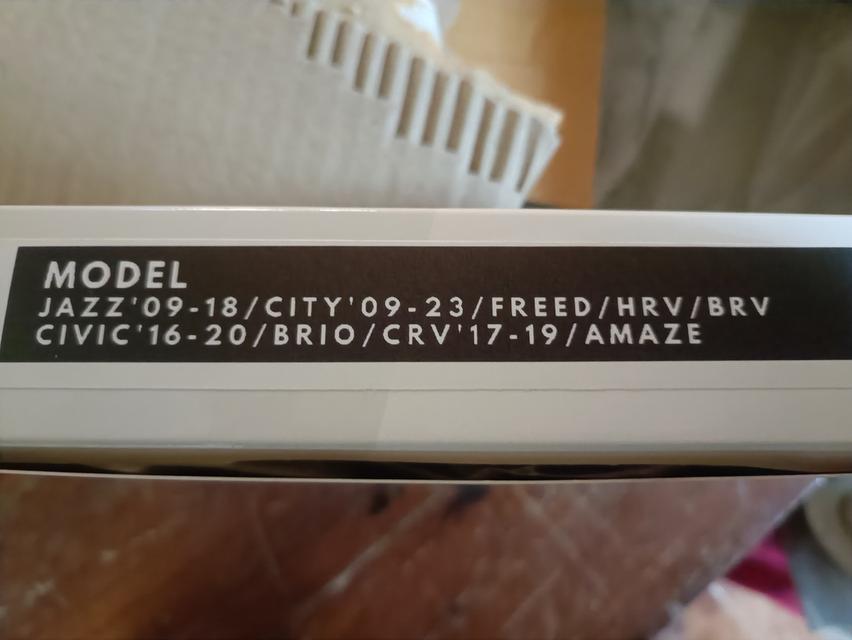 MODEL
JAZZ'09-18/CITY'09-23/FREED/HRV/BRV
CIVIC'16-20/BRIO/CRV'17-19/AMAZE